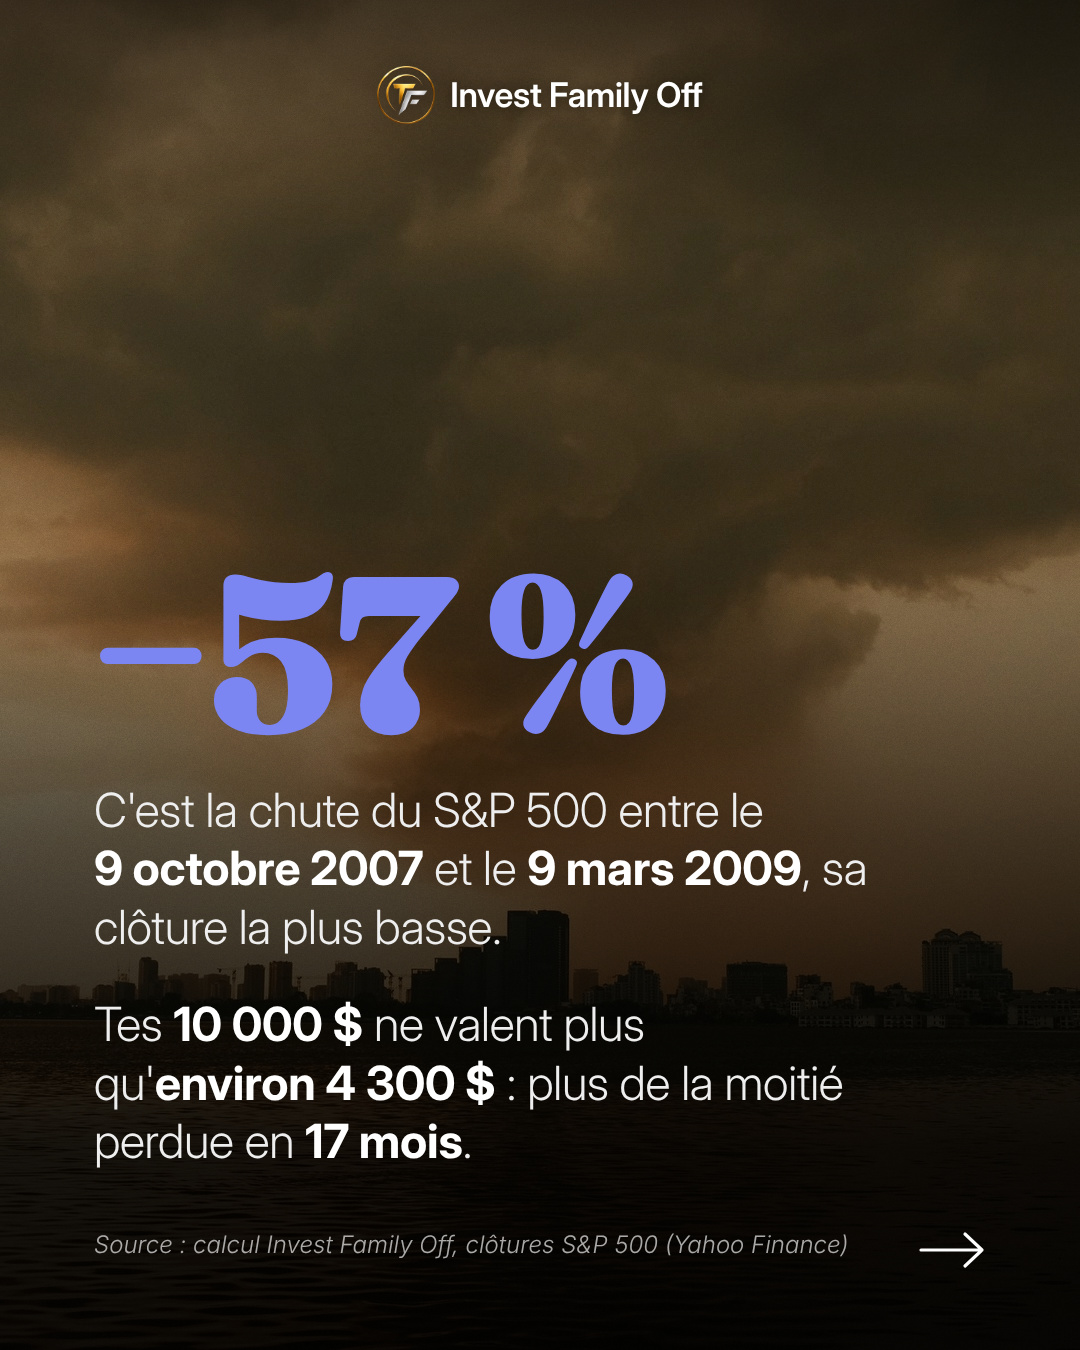 TF Invest Family Off
–57 %
C'est la chute du S&P 500 entre le
9 octobre 2007 et le 9 mars 2009, sa
clôture la plus basse.
Tes 10 000 $ ne valent plus
qu'environ 4 300 $ : plus de la moitié
perdue en 17 mois.
Source : calcul Invest Family Off, clôtures S&P 500 (Yahoo Finance)